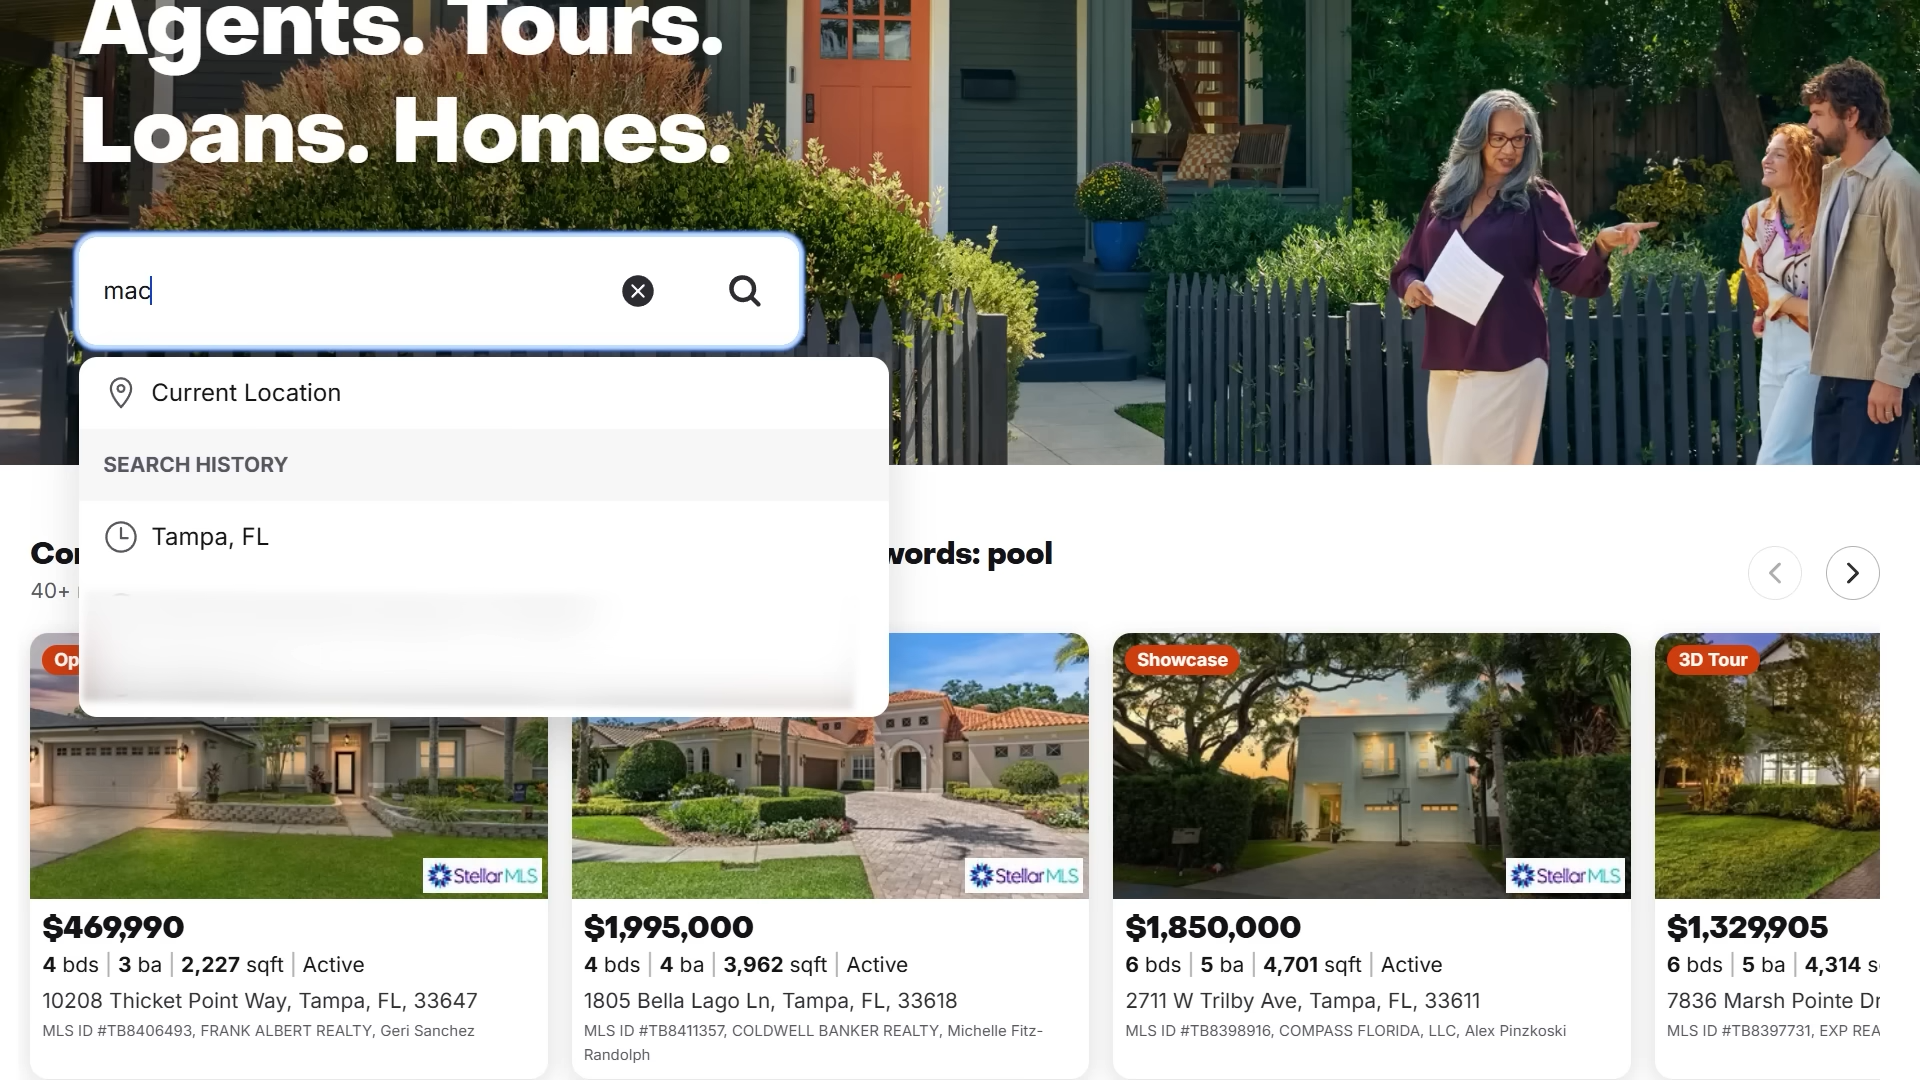 Agents. Tours.
Loans. Homes.
mac
Current Location
SEARCH HISTORY
Tampa, FL
words: pool
40+
Showcase
3D Tour
StellarMLS
StellarMLS
StellarMLS
$469,990
4 bds | 3 ba | 2,227 sqft | Active
10208 Thicket Point Way, Tampa, FL, 33647
MLS ID #TB8406493, FRANK ALBERT REALTY, Geri Sanchez
$1,995,000
4 bds | 4 ba | 3,962 sqft | Active
1805 Bella Lago Ln, Tampa, FL, 33618
MLS ID #TB8411357, COLDWELL BANKER REALTY, Michelle Fitz-
Randolph
$1,850,000
6 bds | 5 ba | 4,701 sqft | Active
2711 W Trilby Ave, Tampa, FL, 33611
MLS ID #TB8398916, COMPASS FLORIDA, LLC, Alex Pinzkoski
$1,329,905
6 bds | 5 ba | 4,314
7836 Marsh Pointe Dr
MLS ID #TB8397731, EXP